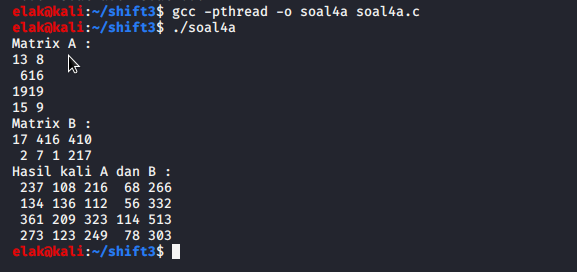 elak@kali:~/shift3$ gcc -pthread -o soal4a soal4a.c
elak@kali:~/shift3$ ./soal4a
Matrix A :
13 8
 616
1919
15 9
Matrix B :
17 416 410
 2 7 1 217
Hasil kali A dan B :
 237 108 216  68 266
 134 136 112  56 332
 361 209 323 114 513
 273 123 249  78 303
elak@kali:~/shift3$